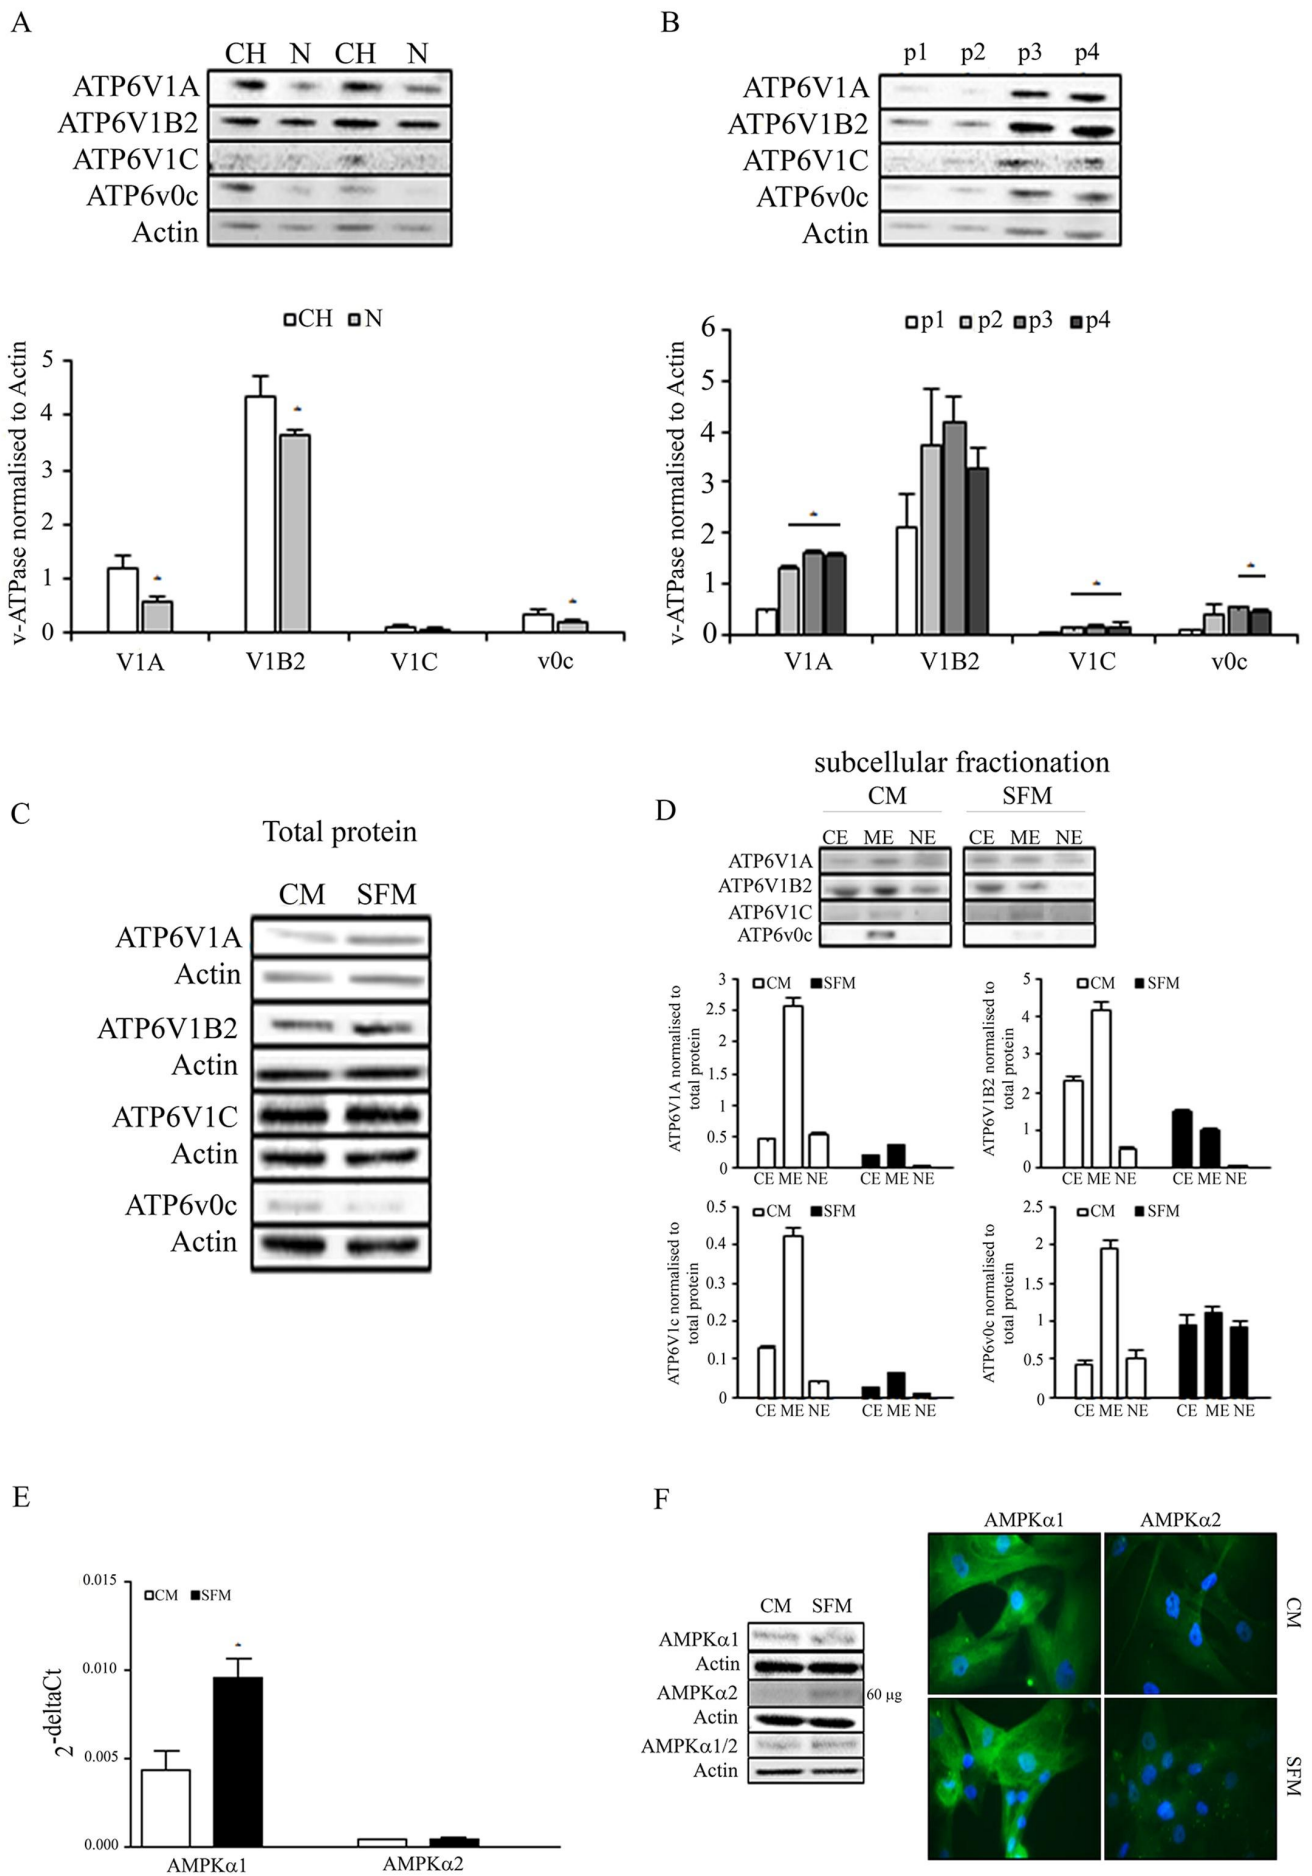 A
CH N CH N
ATP6V1A
ATP6V1B2
ATP6V1C
ATP6v0c
Actin
CH N
v-ATPase normalised to Actin
5
4
3
2
1
0
*
*
*
V1A V1B2 V1C v0c
B
p1 p2 p3 p4
ATP6V1A
ATP6V1B2
ATP6V1C
ATP6v0c
Actin
p1 p2 p3 p4
v-ATPase normalised to Actin
6
5
4
3
2
1
0
*
*
*
V1A V1B2 V1C v0c
C
Total protein
CM SFM
ATP6V1A
Actin
ATP6V1B2
Actin
ATP6V1C
Actin
ATP6v0c
Actin
subcellular fractionation
D
CM SFM
CE ME NE CE ME NE
ATP6V1A
ATP6V1B2
ATP6V1C
ATP6v0c
ATP6V1A normalised to
total protein
3
2.5
2
1.5
1
0.5
0
CM SFM
CE ME NE CE ME NE
ATP6V1B2 normalised to
total protein
5
4
3
2
1
0
CM SFM
CE ME NE CE ME NE
ATP6V1c normalised to
total protein
0.5
0.4
0.3
0.2
0.1
0
CM SFM
CE ME NE CE ME NE
ATP6v0c normalised to
total protein
2.5
2
1.5
1
0.5
0
CM SFM
CE ME NE CE ME NE
E
2-deltaCt
0.015
0.010
0.005
0.000
CM SFM
*
AMPKα1 AMPKα2
F
CM SFM
AMPKα1
Actin
AMPKα2 60 µg
Actin
AMPKα1/2
Actin
AMPKα1 AMPKα2
CM
SFM